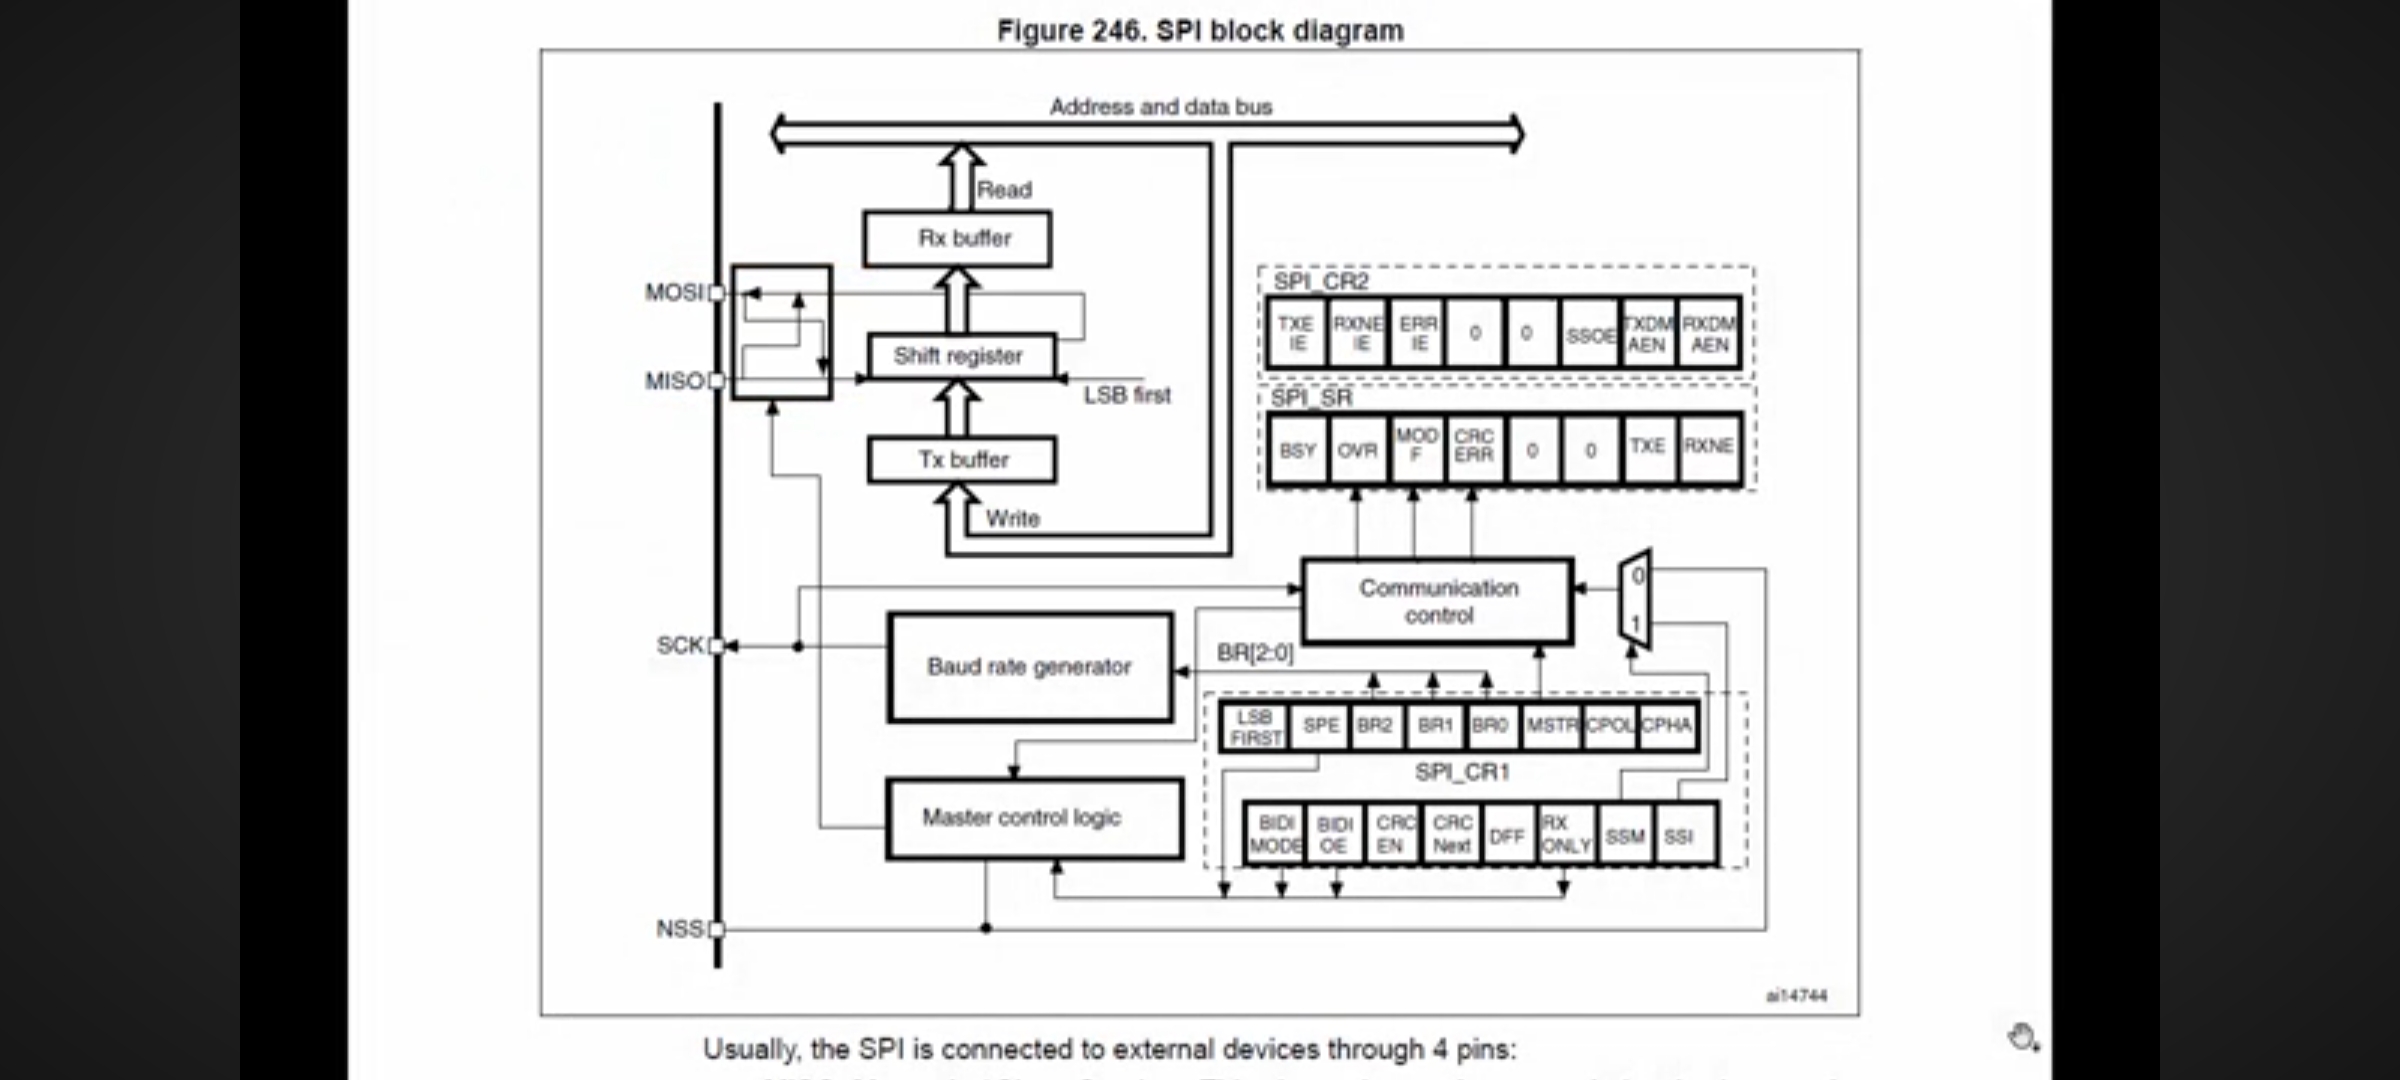 Figure 246. SPI block diagram
Address and data bus
Read
Rx buffer
MOSI
Shift register
MISO
LSB first
Tx buffer
Write
SPI_CR2
TXE IE
RXNE IE
ERR IE
0
0
SSOE
TXDM AEN
RXDM AEN
SPI_SR
BSY
OVR
MOD F
CRC ERR
0
0
TXE
RXNE
Communication
control
0
1
SCK
Baud rate generator
BR[2:0]
LSB FIRST
SPE
BR2
BR1
BR0
MSTR
CPOL
CPHA
SPI_CR1
Master control logic
BIDI MODE
BIDI OE
CRC EN
CRC Next
DFF
RX ONLY
SSM
SSI
NSS
ai14744
Usually, the SPI is connected to external devices through 4 pins: